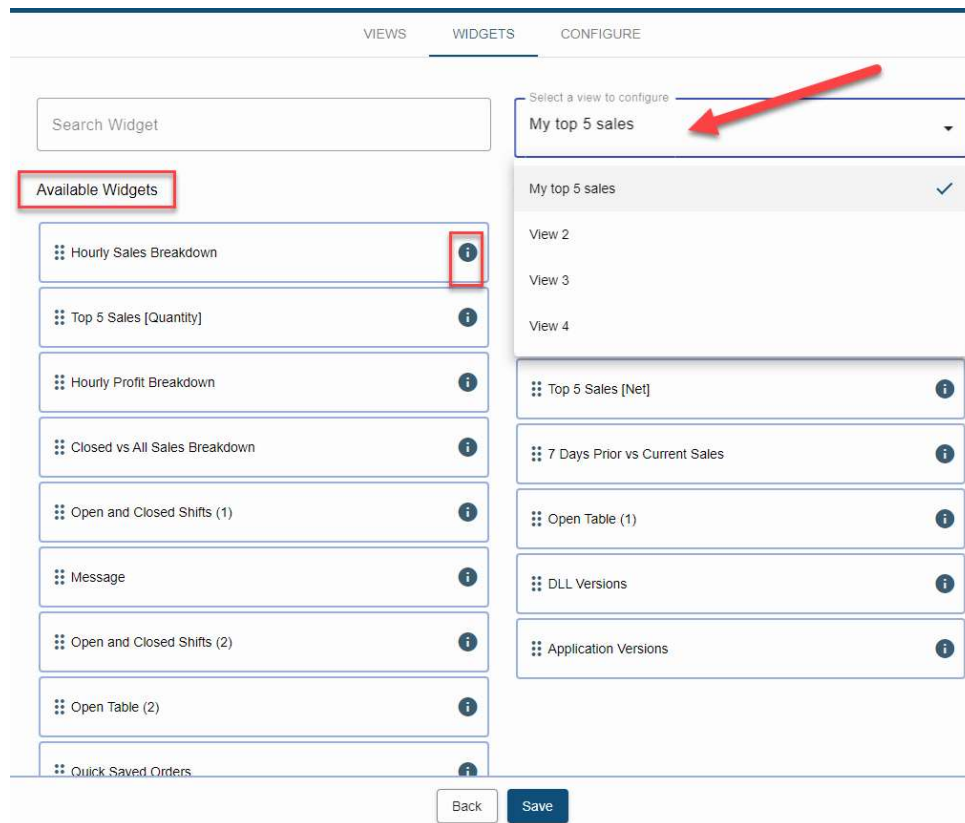 VIEWS WIDGETS CONFIGURE
Search Widget
Select a view to configure
My top 5 sales
Available Widgets
My top 5 sales
View 2
View 3
View 4
Hourly Sales Breakdown
Top 5 Sales [Quantity]
Hourly Profit Breakdown
Closed vs All Sales Breakdown
Open and Closed Shifts (1)
Message
Open and Closed Shifts (2)
Open Table (2)
Quick Saved Orders
Top 5 Sales [Net]
7 Days Prior vs Current Sales
Open Table (1)
DLL Versions
Application Versions
Back Save